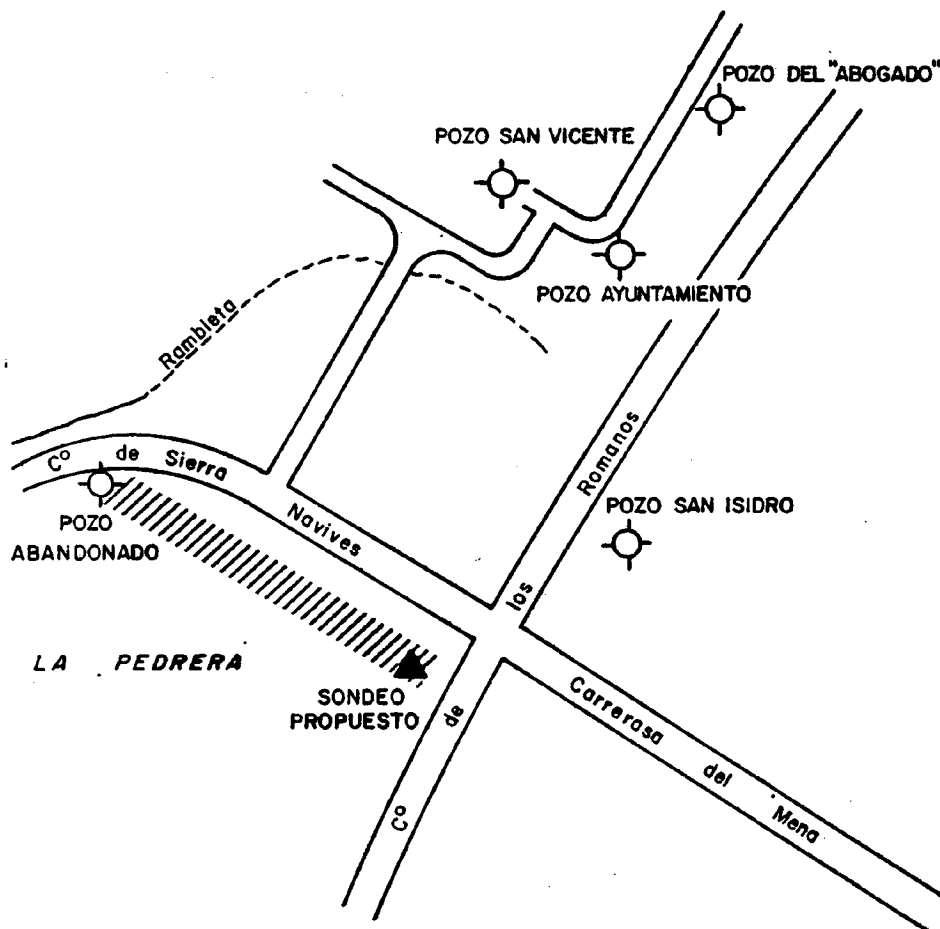 POZO DEL "ABOGADO"
POZO SAN VICENTE
POZO AYUNTAMIENTO
Rambleta
Cº de Sierra Navives
POZO
ABANDONADO
POZO SAN ISIDRO
Cº de los Romanos
LA PEDRERA
SONDEO
PROPUESTO
Carrerasa del Mena